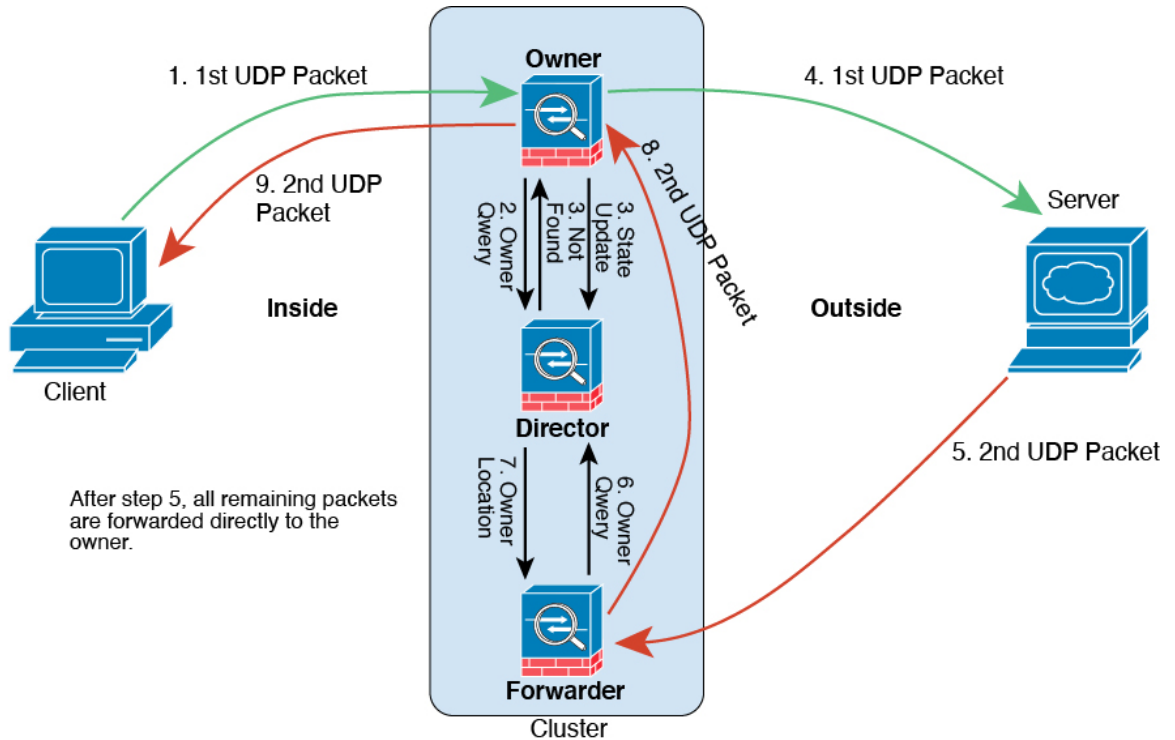 Owner
1. 1st UDP Packet
4. 1st UDP Packet
9. 2nd UDP
Packet
2. Owner
Qwery
3. Not
Found
3. State
Update
8. 2nd UDP Packet
Server
Inside
Outside
Client
Director
5. 2nd UDP Packet
7. Owner
Location
6. Owner
Qwery
After step 5, all remaining packets
are forwarded directly to the
owner.
Forwarder
Cluster